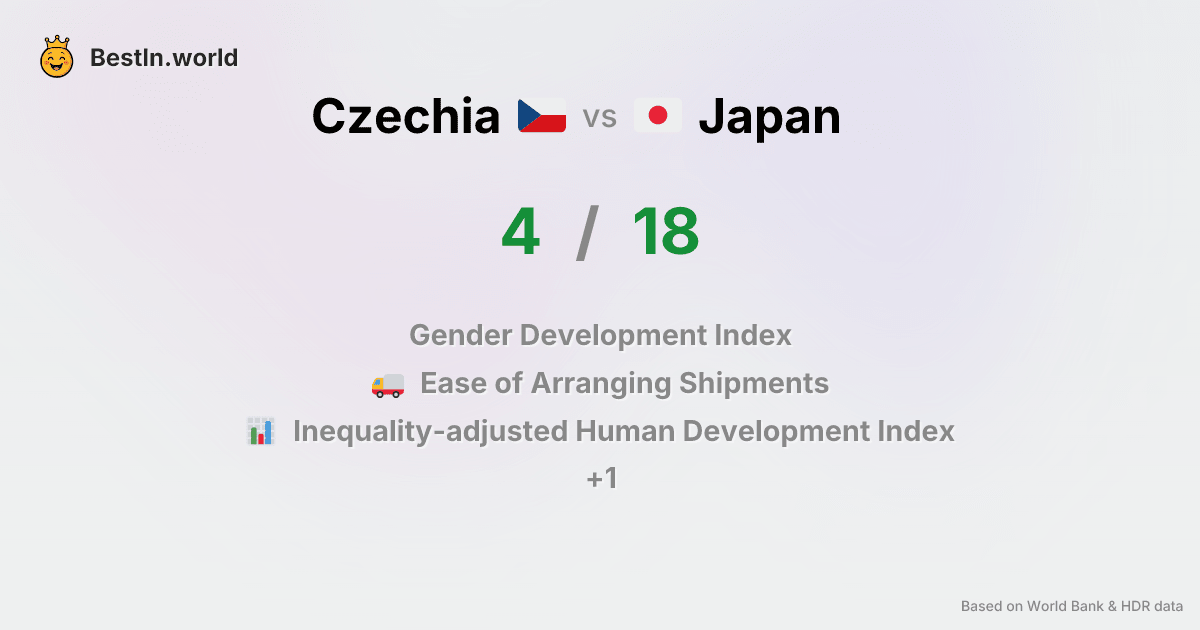 BestIn.world
Czechia vs Japan
4 / 18
Gender Development Index
Ease of Arranging Shipments
Inequality-adjusted Human Development Index
+1
Based on World Bank & HDR data